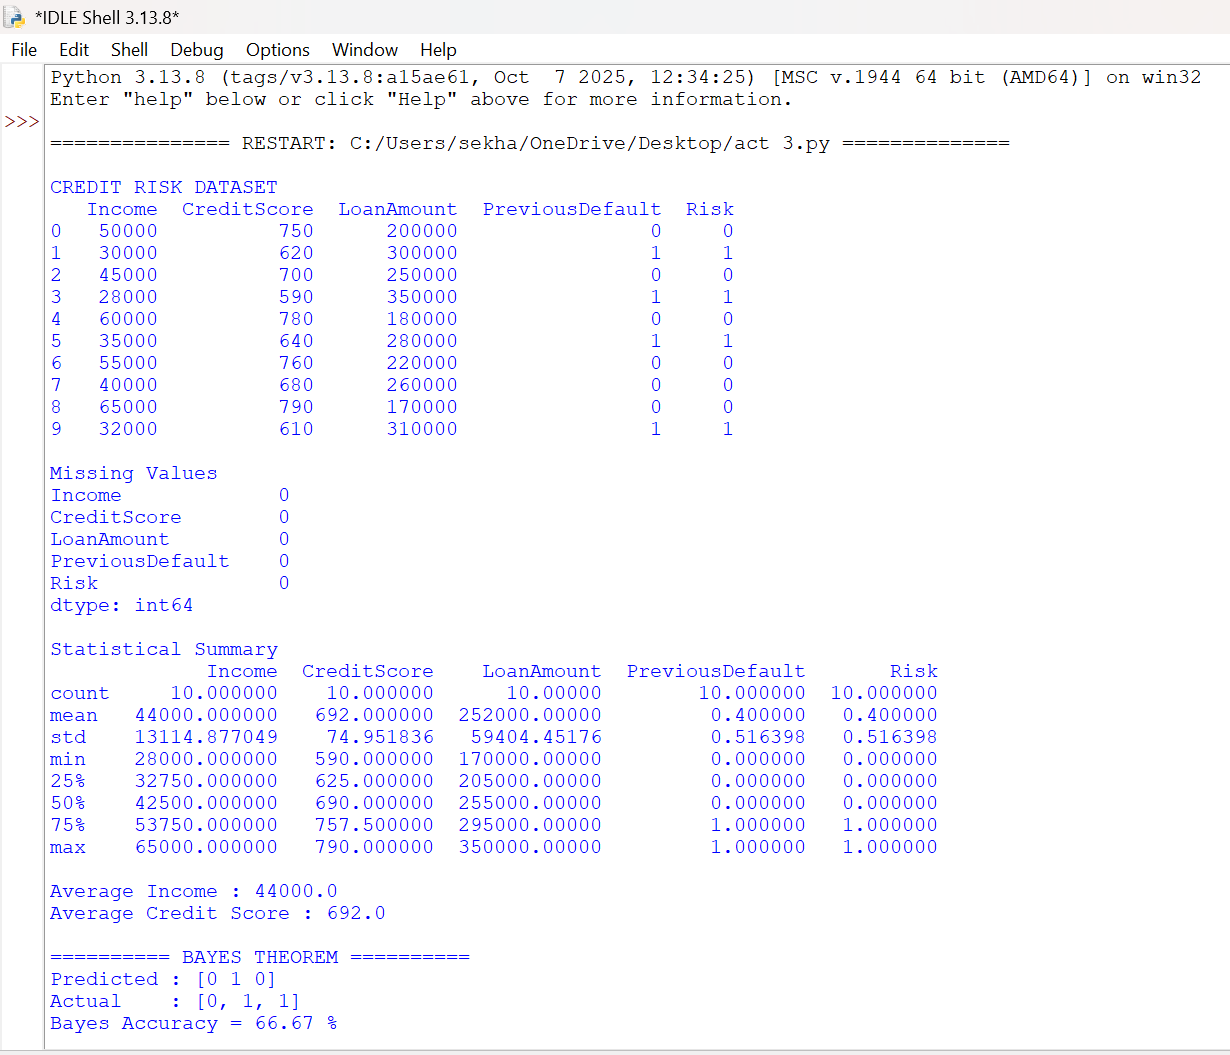 *IDLE Shell 3.13.8*
File Edit Shell Debug Options Window Help
Python 3.13.8 (tags/v3.13.8:a15ae61, Oct  7 2025, 12:34:25) [MSC v.1944 64 bit (AMD64)] on win32
Enter "help" below or click "Help" above for more information.
>>>
=============== RESTART: C:/Users/sekha/OneDrive/Desktop/act 3.py ==============
CREDIT RISK DATASET
   Income  CreditScore  LoanAmount  PreviousDefault  Risk
0   50000          750      200000                0     0
1   30000          620      300000                1     1
2   45000          700      250000                0     0
3   28000          590      350000                1     1
4   60000          780      180000                0     0
5   35000          640      280000                1     1
6   55000          760      220000                0     0
7   40000          680      260000                0     0
8   65000          790      170000                0     0
9   32000          610      310000                1     1
Missing Values
Income             0
CreditScore        0
LoanAmount         0
PreviousDefault    0
Risk               0
dtype: int64
Statistical Summary
             Income  CreditScore    LoanAmount  PreviousDefault       Risk
count     10.000000    10.000000      10.00000        10.000000  10.000000
mean   44000.000000   692.000000  252000.00000         0.400000   0.400000
std    13114.877049    74.951836   59404.45176         0.516398   0.516398
min    28000.000000   590.000000  170000.00000         0.000000   0.000000
25%    32750.000000   625.000000  205000.00000         0.000000   0.000000
50%    42500.000000   690.000000  255000.00000         0.000000   0.000000
75%    53750.000000   757.500000  295000.00000         1.000000   1.000000
max    65000.000000   790.000000  350000.00000         1.000000   1.000000
Average Income : 44000.0
Average Credit Score : 692.0
========== BAYES THEOREM ==========
Predicted : [0 1 0]
Actual    : [0, 1, 1]
Bayes Accuracy = 66.67 %